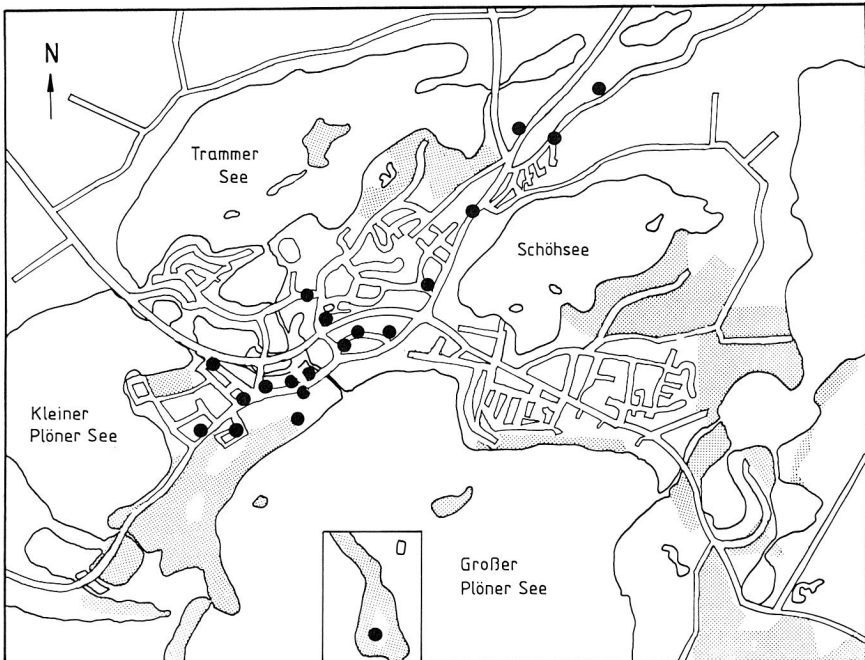 N
Trammer
See
Schöhsee
Kleiner
Plöner See
Großer
Plöner See